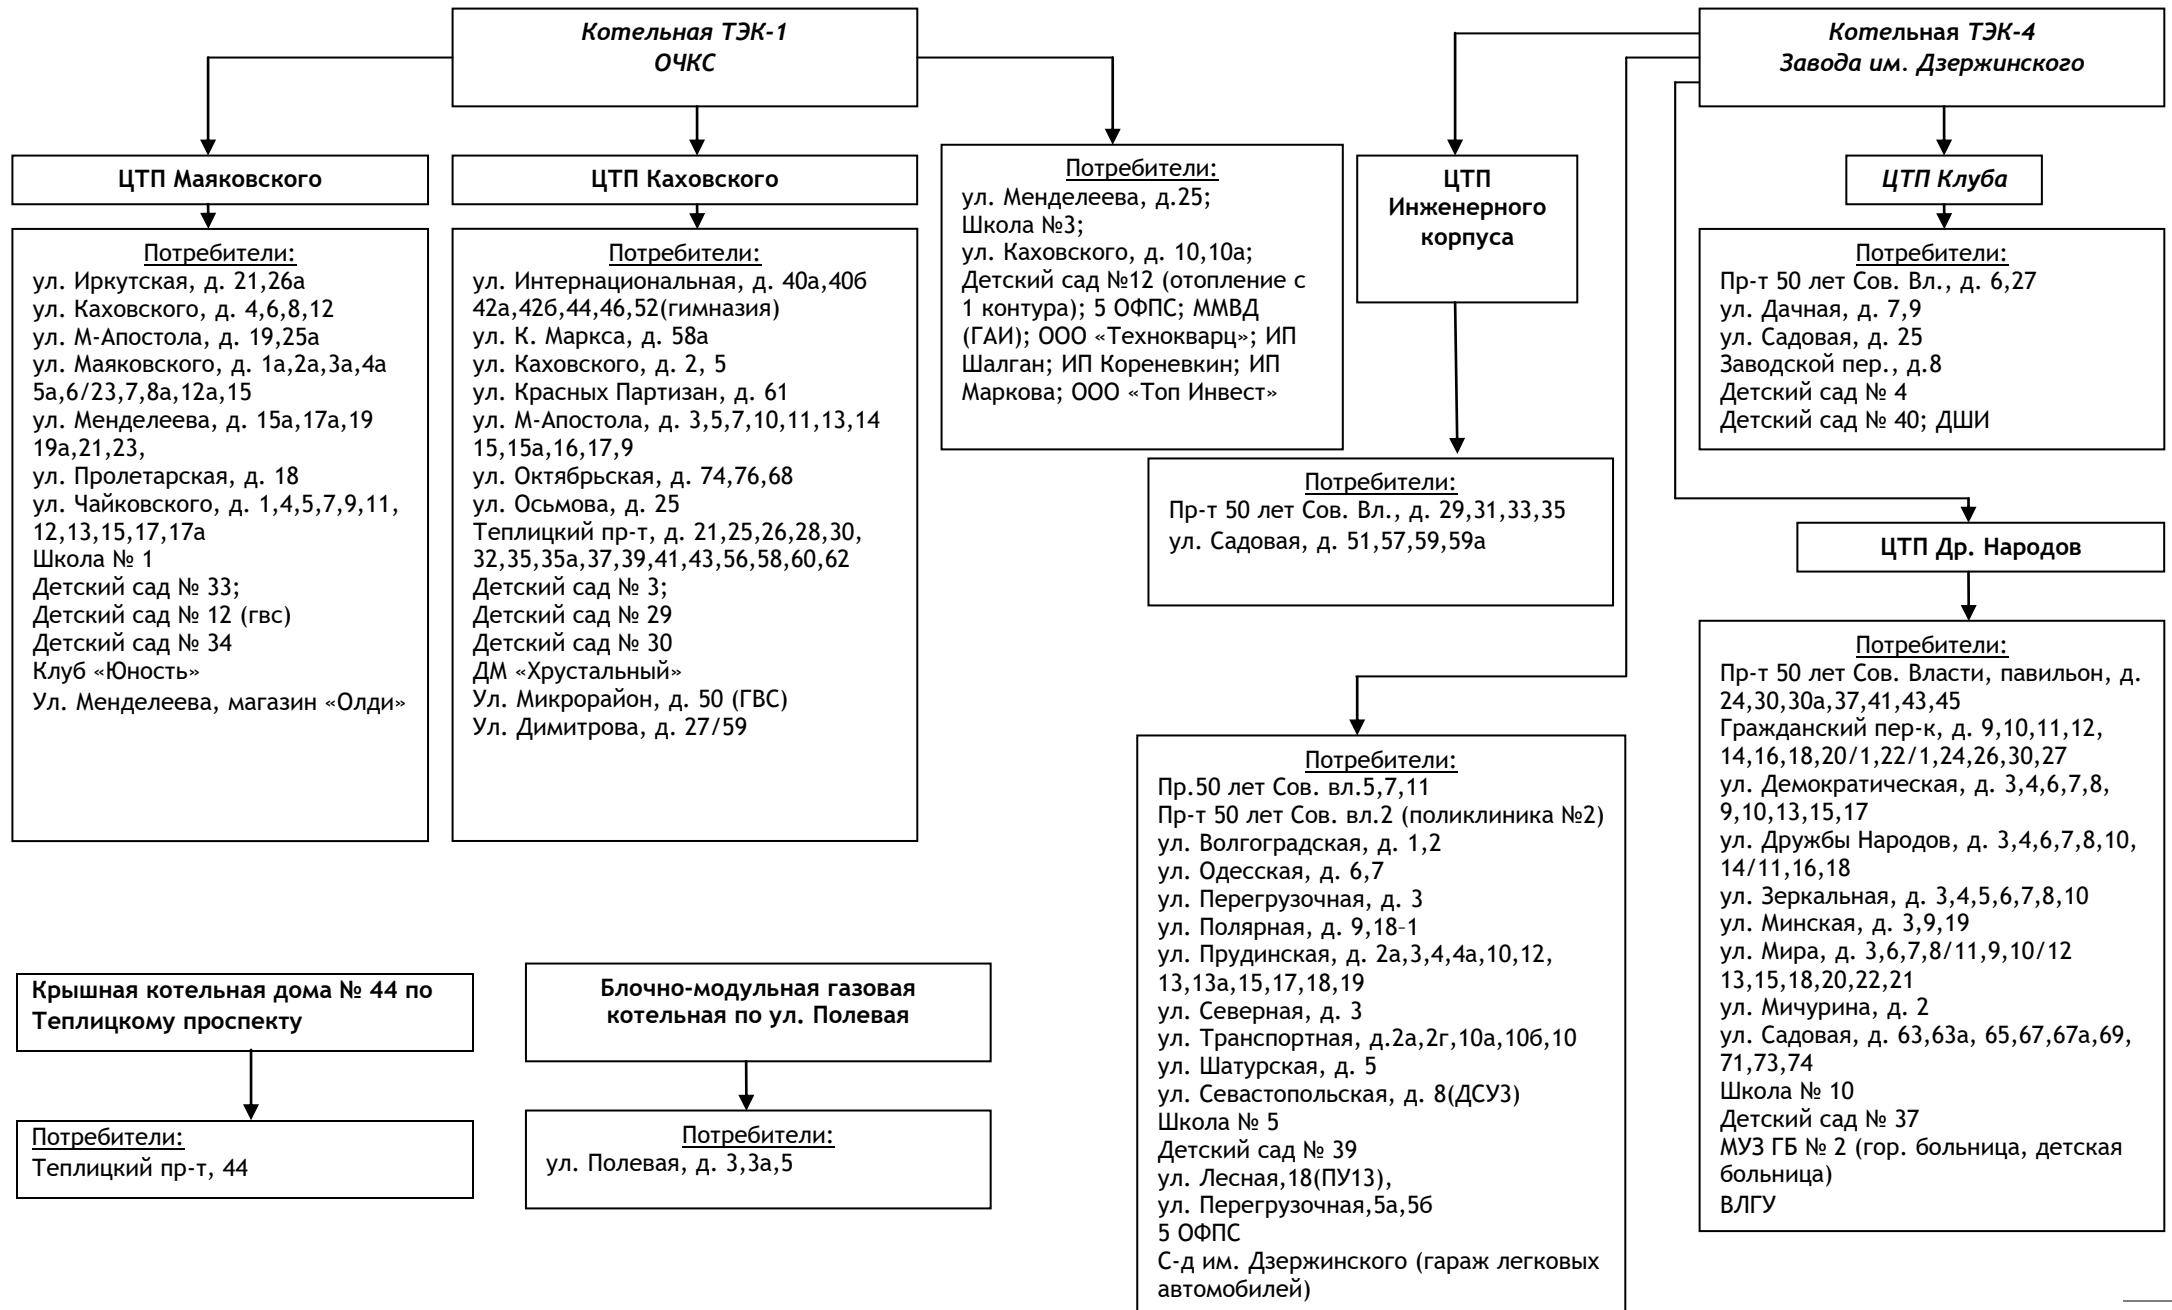 Котельная ТЭК-1
ОЧКС
ЦТП Маяковского
Потребители:
ул. Иркутская, д. 21,26а
ул. Каховского, д. 4,6,8,12
ул. М-Апостола, д. 19,25а
ул. Маяковского, д. 1а,2а,3а,4а
5а,6/23,7,8а,12а,15
ул. Менделеева, д. 15а,17а,19
19а,21,23,
ул. Пролетарская, д. 18
ул. Чайковского, д. 1,4,5,7,9,11,
12,13,15,17,17а
Школа № 1
Детский сад № 33;
Детский сад № 12 (гвс)
Детский сад № 34
Клуб «Юность»
Ул. Менделеева, магазин «Олди»
ЦТП Каховского
Потребители:
ул. Интернациональная, д. 40а,40б
42а,42б,44,46,52(гимназия)
ул. К. Маркса, д. 58а
ул. Каховского, д. 2, 5
ул. Красных Партизан, д. 61
ул. М-Апостола, д. 3,5,7,10,11,13,14
15,15а,16,17,9
ул. Октябрьская, д. 74,76,68
ул. Осьмова, д. 25
Теплицкий пр-т, д. 21,25,26,28,30,
32,35,35а,37,39,41,43,56,58,60,62
Детский сад № 3;
Детский сад № 29
Детский сад № 30
ДМ «Хрустальный»
Ул. Микрорайон, д. 50 (ГВС)
Ул. Димитрова, д. 27/59
Потребители:
ул. Менделеева, д.25;
Школа №3;
ул. Каховского, д. 10,10а;
Детский сад №12 (отопление с
1 контура); 5 ОФПС; ММВД
(ГАИ); ООО «Технокварц»; ИП
Шалган; ИП Кореневкин; ИП
Маркова; ООО «Топ Инвест»
Котельная ТЭК-4
Завода им. Дзержинского
ЦТП
Инженерного
корпуса
Потребители:
Пр-т 50 лет Сов. Вл., д. 29,31,33,35
ул. Садовая, д. 51,57,59,59а
ЦТП Клуба
Потребители:
Пр-т 50 лет Сов. Вл., д. 6,27
ул. Дачная, д. 7,9
ул. Садовая, д. 25
Заводской пер., д.8
Детский сад № 4
Детский сад № 40; ДШИ
ЦТП Др. Народов
Потребители:
Пр-т 50 лет Сов. Власти, павильон, д.
24,30,30а,37,41,43,45
Гражданский пер-к, д. 9,10,11,12,
14,16,18,20/1,22/1,24,26,30,27
ул. Демократическая, д. 3,4,6,7,8,
9,10,13,15,17
ул. Дружбы Народов, д. 3,4,6,7,8,10,
14/11,16,18
ул. Зеркальная, д. 3,4,5,6,7,8,10
ул. Минская, д. 3,9,19
ул. Мира, д. 3,6,7,8/11,9,10/12
13,15,18,20,22,21
ул. Мичурина, д. 2
ул. Садовая, д. 63,63а, 65,67,67а,69,
71,73,74
Школа № 10
Детский сад № 37
МУЗ ГБ № 2 (гор. больница, детская
больница)
ВЛГУ
Потребители:
Пр.50 лет Сов. вл.5,7,11
Пр-т 50 лет Сов. вл.2 (поликлиника №2)
ул. Волгоградская, д. 1,2
ул. Одесская, д. 6,7
ул. Перегрузочная, д. 3
ул. Полярная, д. 9,18-1
ул. Прудинская, д. 2а,3,4,4а,10,12,
13,13а,15,17,18,19
ул. Северная, д. 3
ул. Транспортная, д.2а,2г,10а,10б,10
ул. Шатурская, д. 5
ул. Севастопольская, д. 8(ДСУ3)
Школа № 5
Детский сад № 39
ул. Лесная,18(ПУ13),
ул. Перегрузочная,5а,5б
5 ОФПС
С-д им. Дзержинского (гараж легковых
автомобилей)
Крышная котельная дома № 44 по
Теплицкому проспекту
Потребители:
Теплицкий пр-т, 44
Блочно-модульная газовая
котельная по ул. Полевая
Потребители:
ул. Полевая, д. 3,3а,5